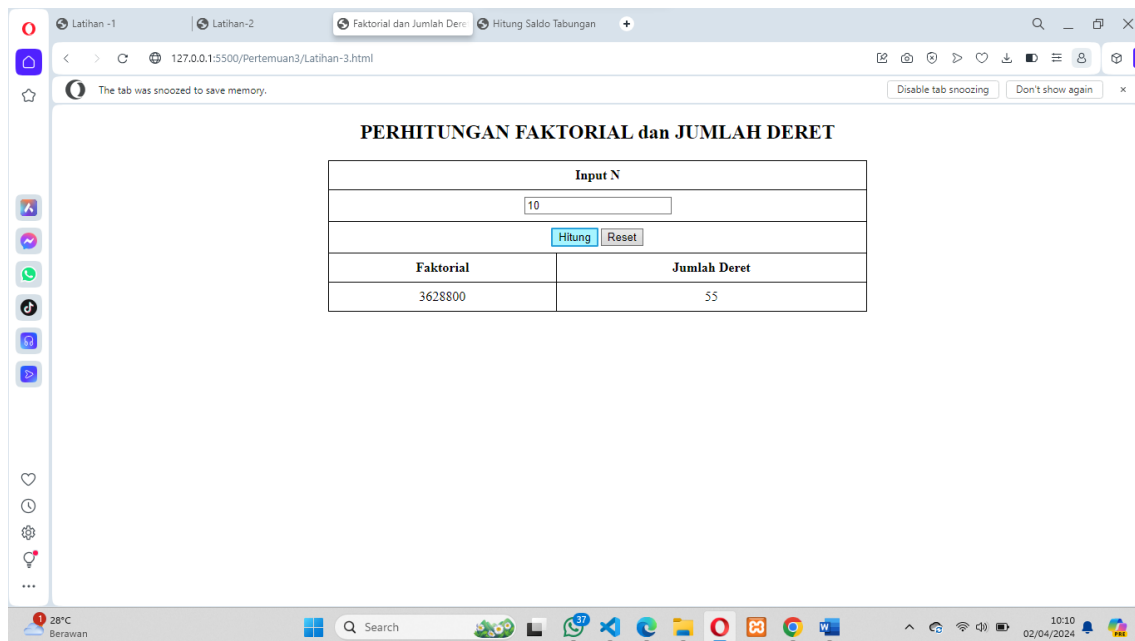 Latihan -1
Latihan-2
Faktorial dan Jumlah Dere
Hitung Saldo Tabungan
127.0.0.1:5500/Pertemuan3/Latihan-3.html
The tab was snoozed to save memory.
Disable tab snoozing
Don't show again
PERHITUNGAN FAKTORIAL dan JUMLAH DERET
Input N
10
Hitung Reset
Faktorial Jumlah Deret
3628800 55
1
28°C
Berawan
Search
37
W
10:10
02/04/2024
PRE